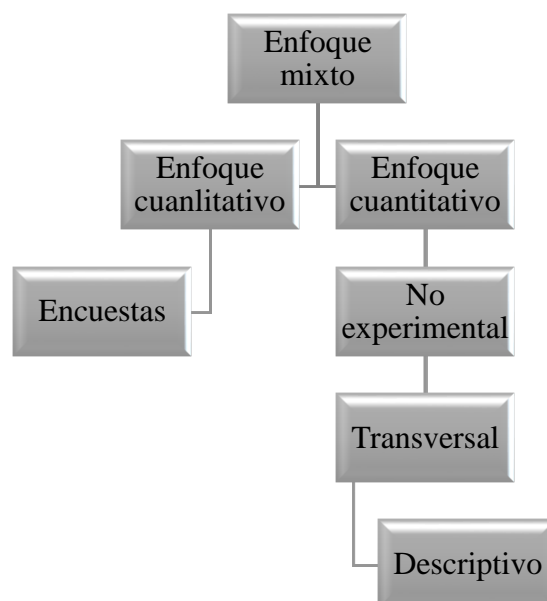 Enfoque
mixto
Enfoque
cuanlitativo
Enfoque
cuantitativo
Encuestas
No
experimental
Transversal
Descriptivo